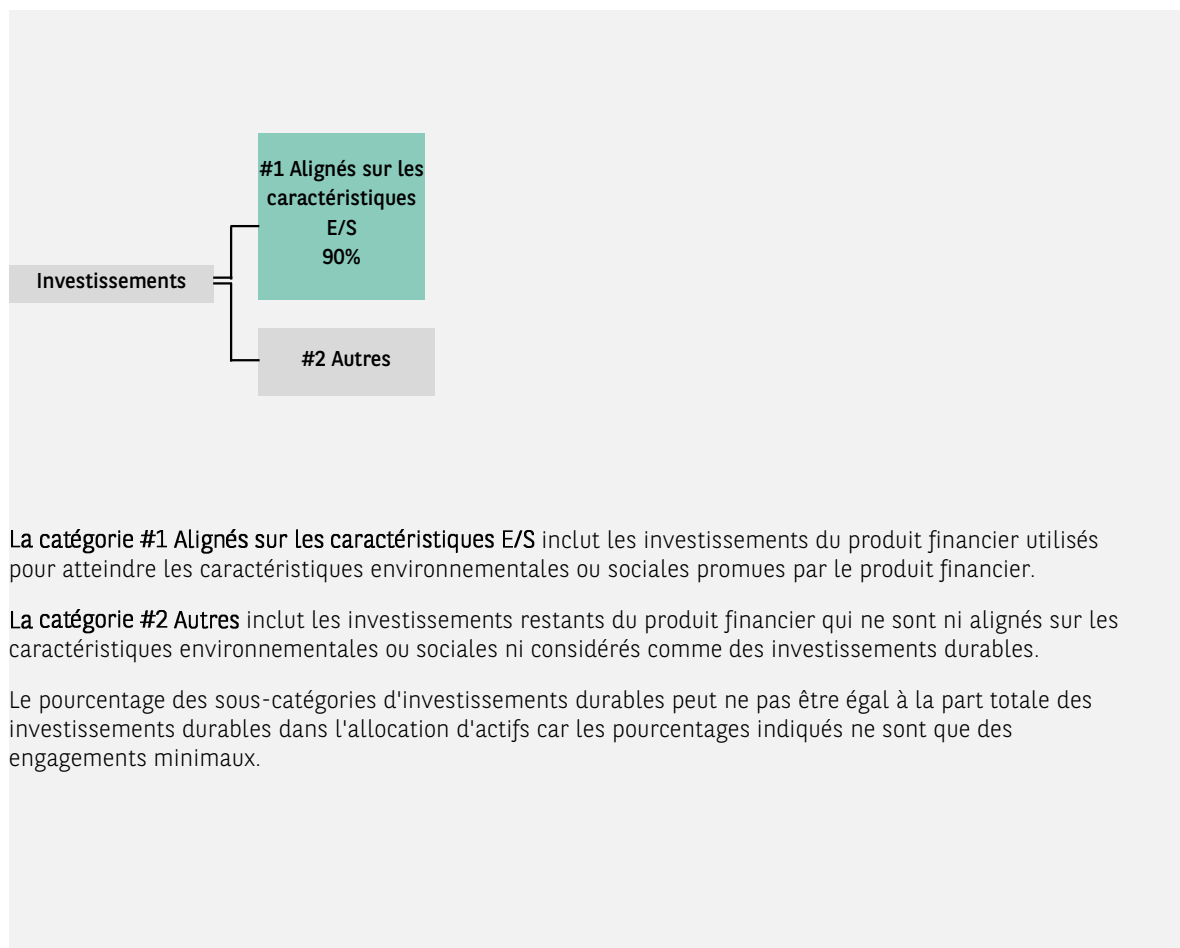 #1 Alignés sur les
caractéristiques
E/S
90%
Investissements
#2 Autres
La catégorie #1 Alignés sur les caractéristiques E/S inclut les investissements du produit financier utilisés
pour atteindre les caractéristiques environnementales ou sociales promues par le produit financier.
La catégorie #2 Autres inclut les investissements restants du produit financier qui ne sont ni alignés sur les
caractéristiques environnementales ou sociales ni considérés comme des investissements durables.
Le pourcentage des sous-catégories d'investissements durables peut ne pas être égal à la part totale des
investissements durables dans l'allocation d'actifs car les pourcentages indiqués ne sont que des
engagements minimaux.